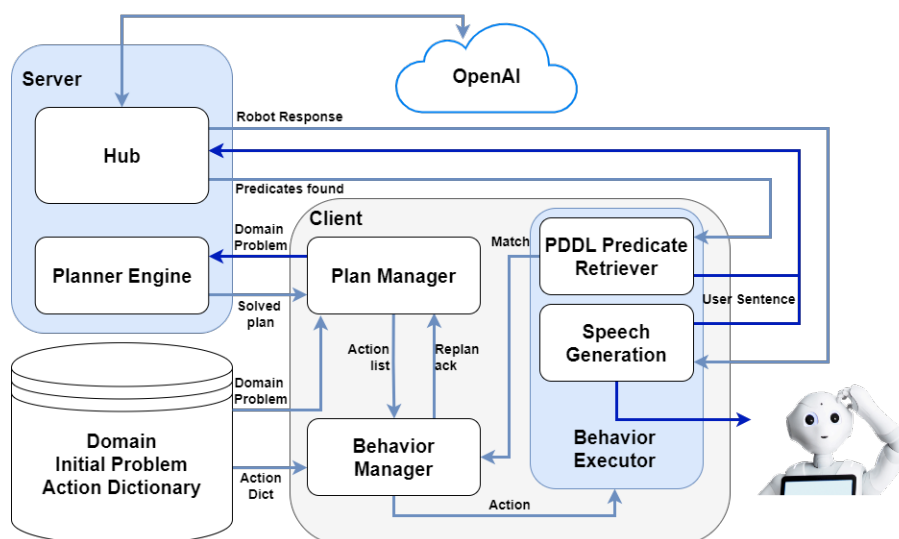 OpenAI
Server
Robot Response
Hub
Predicates found
Client
Domain
Problem
Match
PDDL Predicate
Retriever
Planner Engine
Plan Manager
User Sentence
Solved
plan
Speech
Generation
Action
list
Replan
ack
Domain
Problem
Domain
Initial Problem
Action Dictionary
Behavior
Manager
Behavior
Executor
Action
Dict
Action